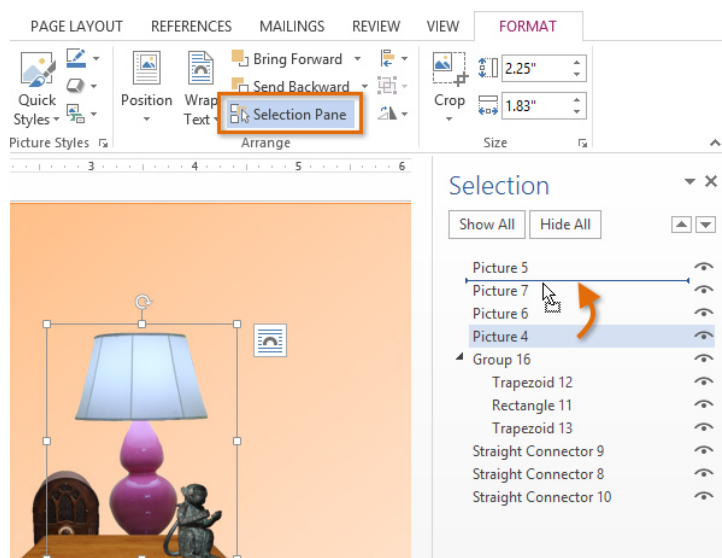 PAGE LAYOUT REFERENCES MAILINGS REVIEW VIEW FORMAT
Quick Styles
Position
Wrap Text
Bring Forward
Send Backward
Selection Pane
Crop
2.25"
1.83"
Picture Styles Arrange Size
3 4 5 6
Selection
Show All Hide All
Picture 5
Picture 7
Picture 6
Picture 4
Group 16
Trapezoid 12
Rectangle 11
Trapezoid 13
Straight Connector 9
Straight Connector 8
Straight Connector 10